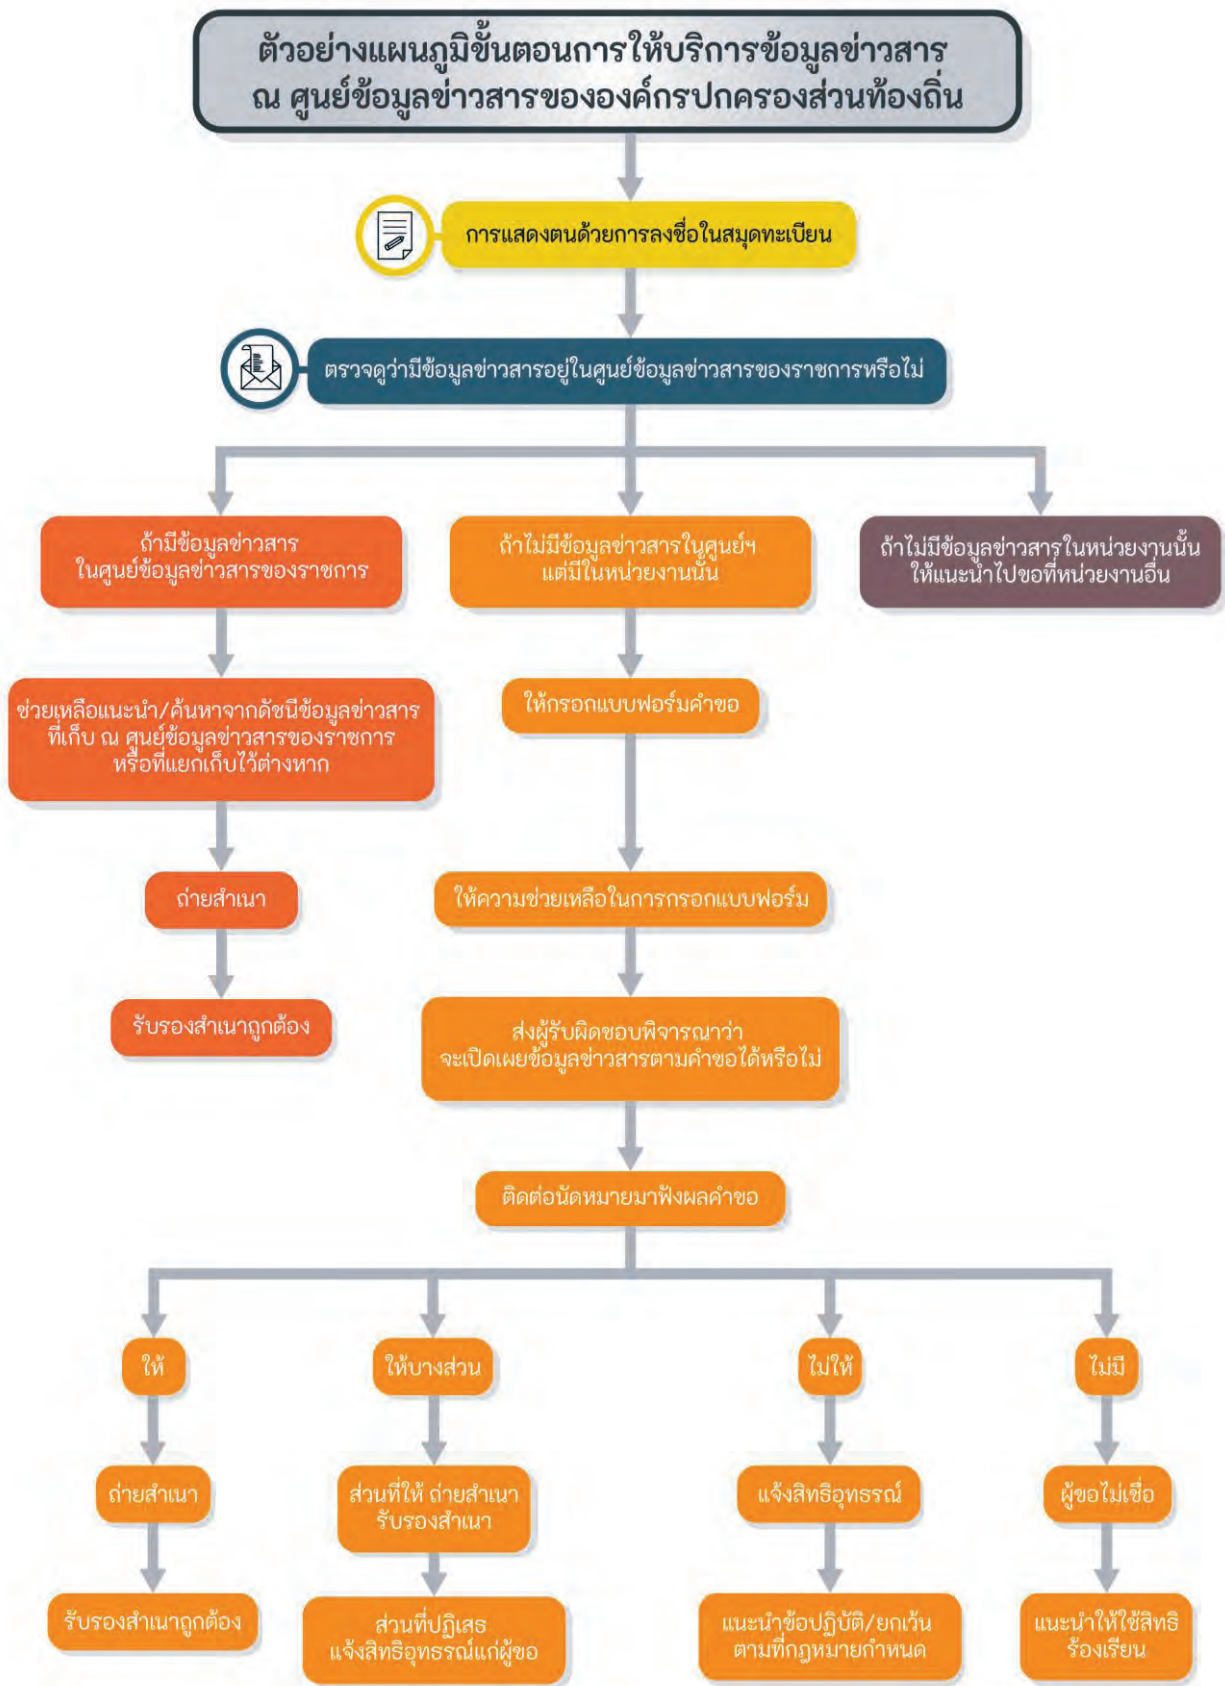 ตัวอย่างแผนภูมิขั้นตอนการให้บริการข้อมูลข่าวสาร
ณ ศูนย์ข้อมูลข่าวสารขององค์กรปกครองส่วนท้องถิ่น
การแสดงตนด้วยการลงชื่อในสมุดทะเบียน
ตรวจดูว่ามีข้อมูลข่าวสารอยู่ในศูนย์ข้อมูลข่าวสารของราชการหรือไม่
ถ้ามีข้อมูลข่าวสาร
ในศูนย์ข้อมูลข่าวสารของราชการ
ถ้าไม่มีข้อมูลข่าวสารในศูนย์ฯ
แต่มีในหน่วยงานนั้น
ถ้าไม่มีข้อมูลข่าวสารในหน่วยงานนั้น
ให้แนะนำไปขอที่หน่วยงานอื่น
ช่วยเหลือแนะนำ/ค้นหาจากดัชนีข้อมูลข่าวสาร
ที่เก็บ ณ ศูนย์ข้อมูลข่าวสารของราชการ
หรือที่แยกเก็บไว้ต่างหาก
ให้กรอกแบบฟอร์มคำขอ
ถ่ายสำเนา
ให้ความช่วยเหลือในการกรอกแบบฟอร์ม
รับรองสำเนาถูกต้อง
ส่งผู้รับผิดชอบพิจารณาว่า
จะเปิดเผยข้อมูลข่าวสารตามคำขอได้หรือไม่
ติดต่อนัดหมายมาฟังผลคำขอ
ให้
ให้บางส่วน
ไม่ให้
ไม่มี
ถ่ายสำเนา
ส่วนที่ให้ ถ่ายสำเนา
รับรองสำเนา
แจ้งสิทธิอุทธรณ์
ผู้ขอไม่เชื่อ
รับรองสำเนาถูกต้อง
ส่วนที่ปฏิเสธ
แจ้งสิทธิอุทธรณ์แก่ผู้ขอ
แนะนำข้อปฏิบัติ/ยกเว้น
ตามที่กฎหมายกำหนด
แนะนำให้ใช้สิทธิ
ร้องเรียน